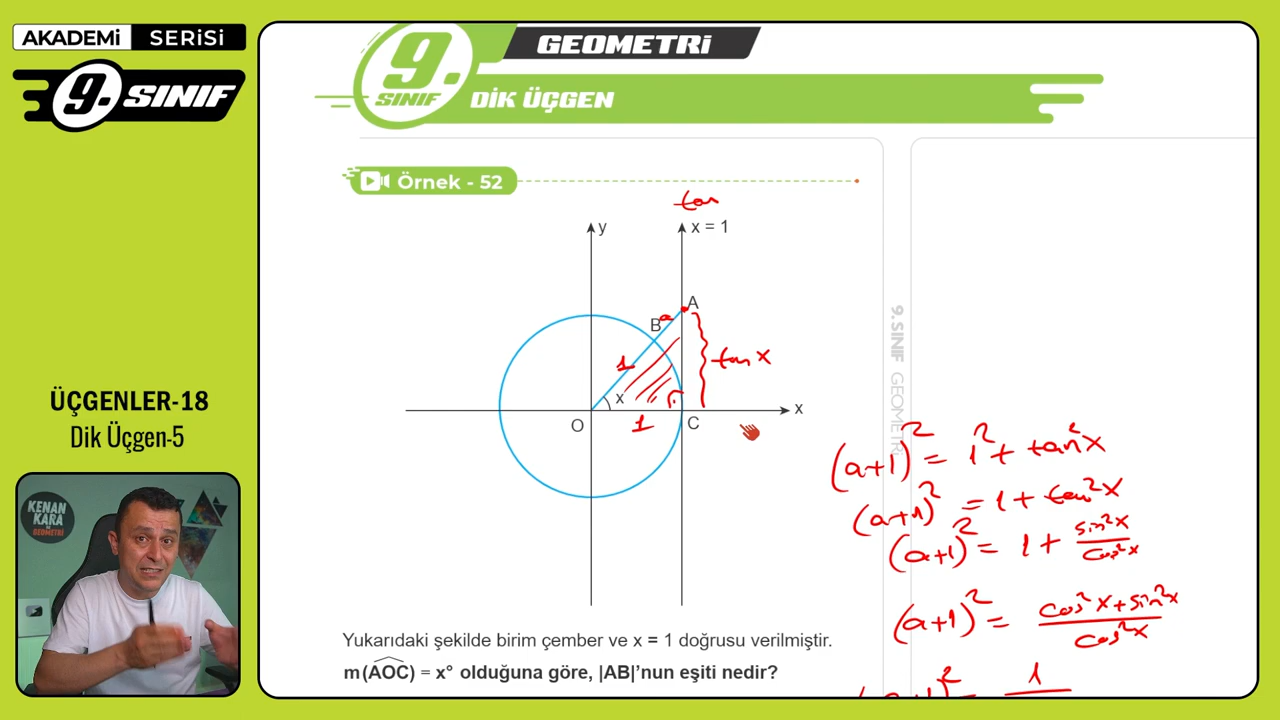 AKADEMİ SERİSİ
9. SINIF
ÜÇGENLER-18
Dik Üçgen-5
KENAN
KARA
GEOMETRİ
9.
SINIF
GEOMETRİ
DİK ÜÇGEN
Örnek - 52
tan
y
x = 1
A
a
B
1
tan x
x
O
1
C
x
9. SINIF GEOMETRİ
(a+1)² = 1² + tan²x
(a+1)² = 1 + tan²x
(a+1)² = 1 + sin²x/cos²x
(a+1)² = cos²x+sin²x/cos²x
1
Yukarıdaki şekilde birim çember ve x = 1 doğrusu verilmiştir.
m(AOC) = x° olduğuna göre, |AB|'nun eşiti nedir?